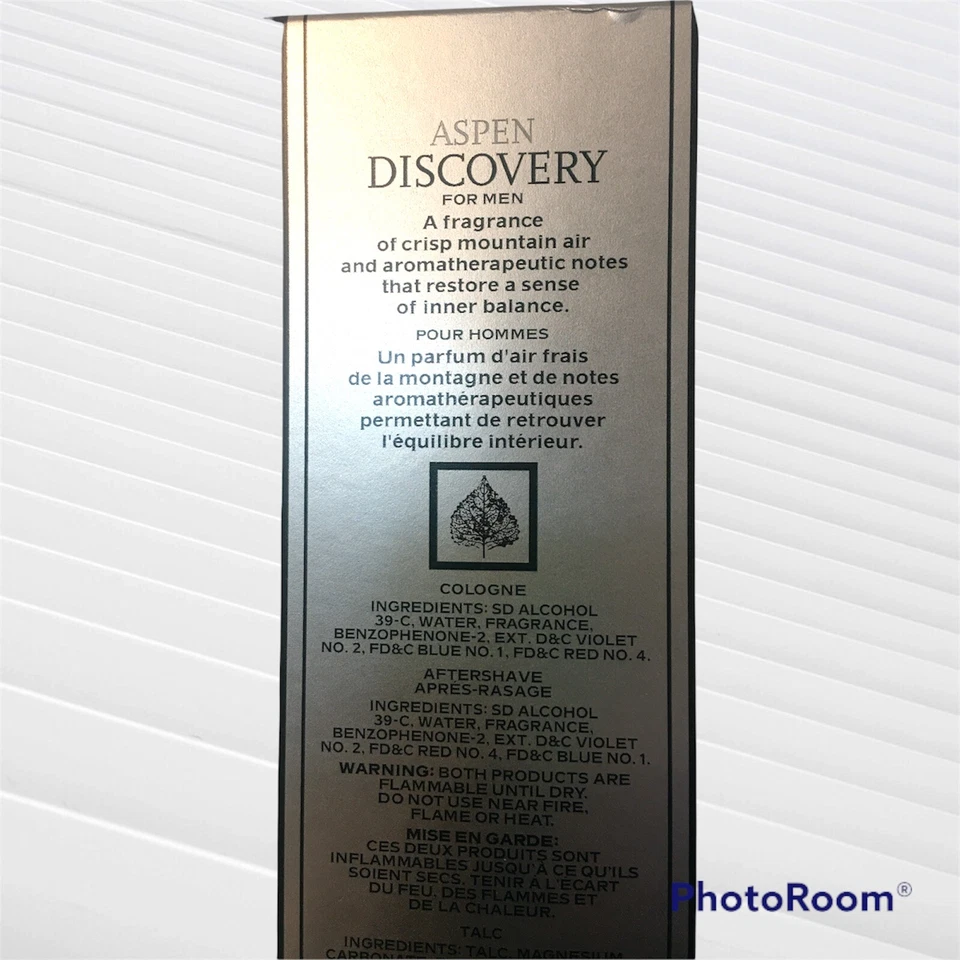 ASPEN
DISCOVERY
FOR MEN
A fragrance
of crisp mountain air
and aromatherapeutic notes
that restore a sense
of inner balance.
POUR HOMMES
Un parfum d'air frais
de la montagne et de notes
aromathérapeutiques
permettant de retrouver
l'équilibre intérieur.
COLOGNE
INGREDIENTS: SD ALCOHOL
39-C, WATER, FRAGRANCE,
BENZOPHENONE-2, EXT. D&C VIOLET
NO. 2, FD&C BLUE NO. 1, FD&C RED NO. 4.
AFTERSHAVE
APRÈS-RASAGE
INGREDIENTS: SD ALCOHOL
39-C, WATER, FRAGRANCE,
BENZOPHENONE-2, EXT. D&C VIOLET
NO. 2, FD&C RED NO. 4, FD&C BLUE NO. 1.
WARNING: BOTH PRODUCTS ARE
FLAMMABLE UNTIL DRY.
DO NOT USE NEAR FIRE,
FLAME OR HEAT.
MISE EN GARDE:
CES DEUX PRODUITS SONT
INFLAMMABLES JUSQU'À CE QU'ILS
SOIENT SECS. TENIR À L'ÉCART
DU FEU, DES FLAMMES ET
DE LA CHALEUR.
TALC
INGREDIENTS: TALC, MAGNESIUM
PhotoRoom®